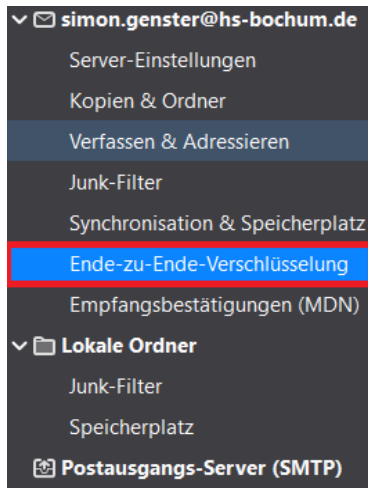 simon.genster@hs-bochum.de
Server-Einstellungen
Kopien & Ordner
Verfassen & Adressieren
Junk-Filter
Synchronisation & Speicherplatz
Ende-zu-Ende-Verschlüsselung
Empfangsbestätigungen (MDN)
Lokale Ordner
Junk-Filter
Speicherplatz
Postausgangs-Server (SMTP)